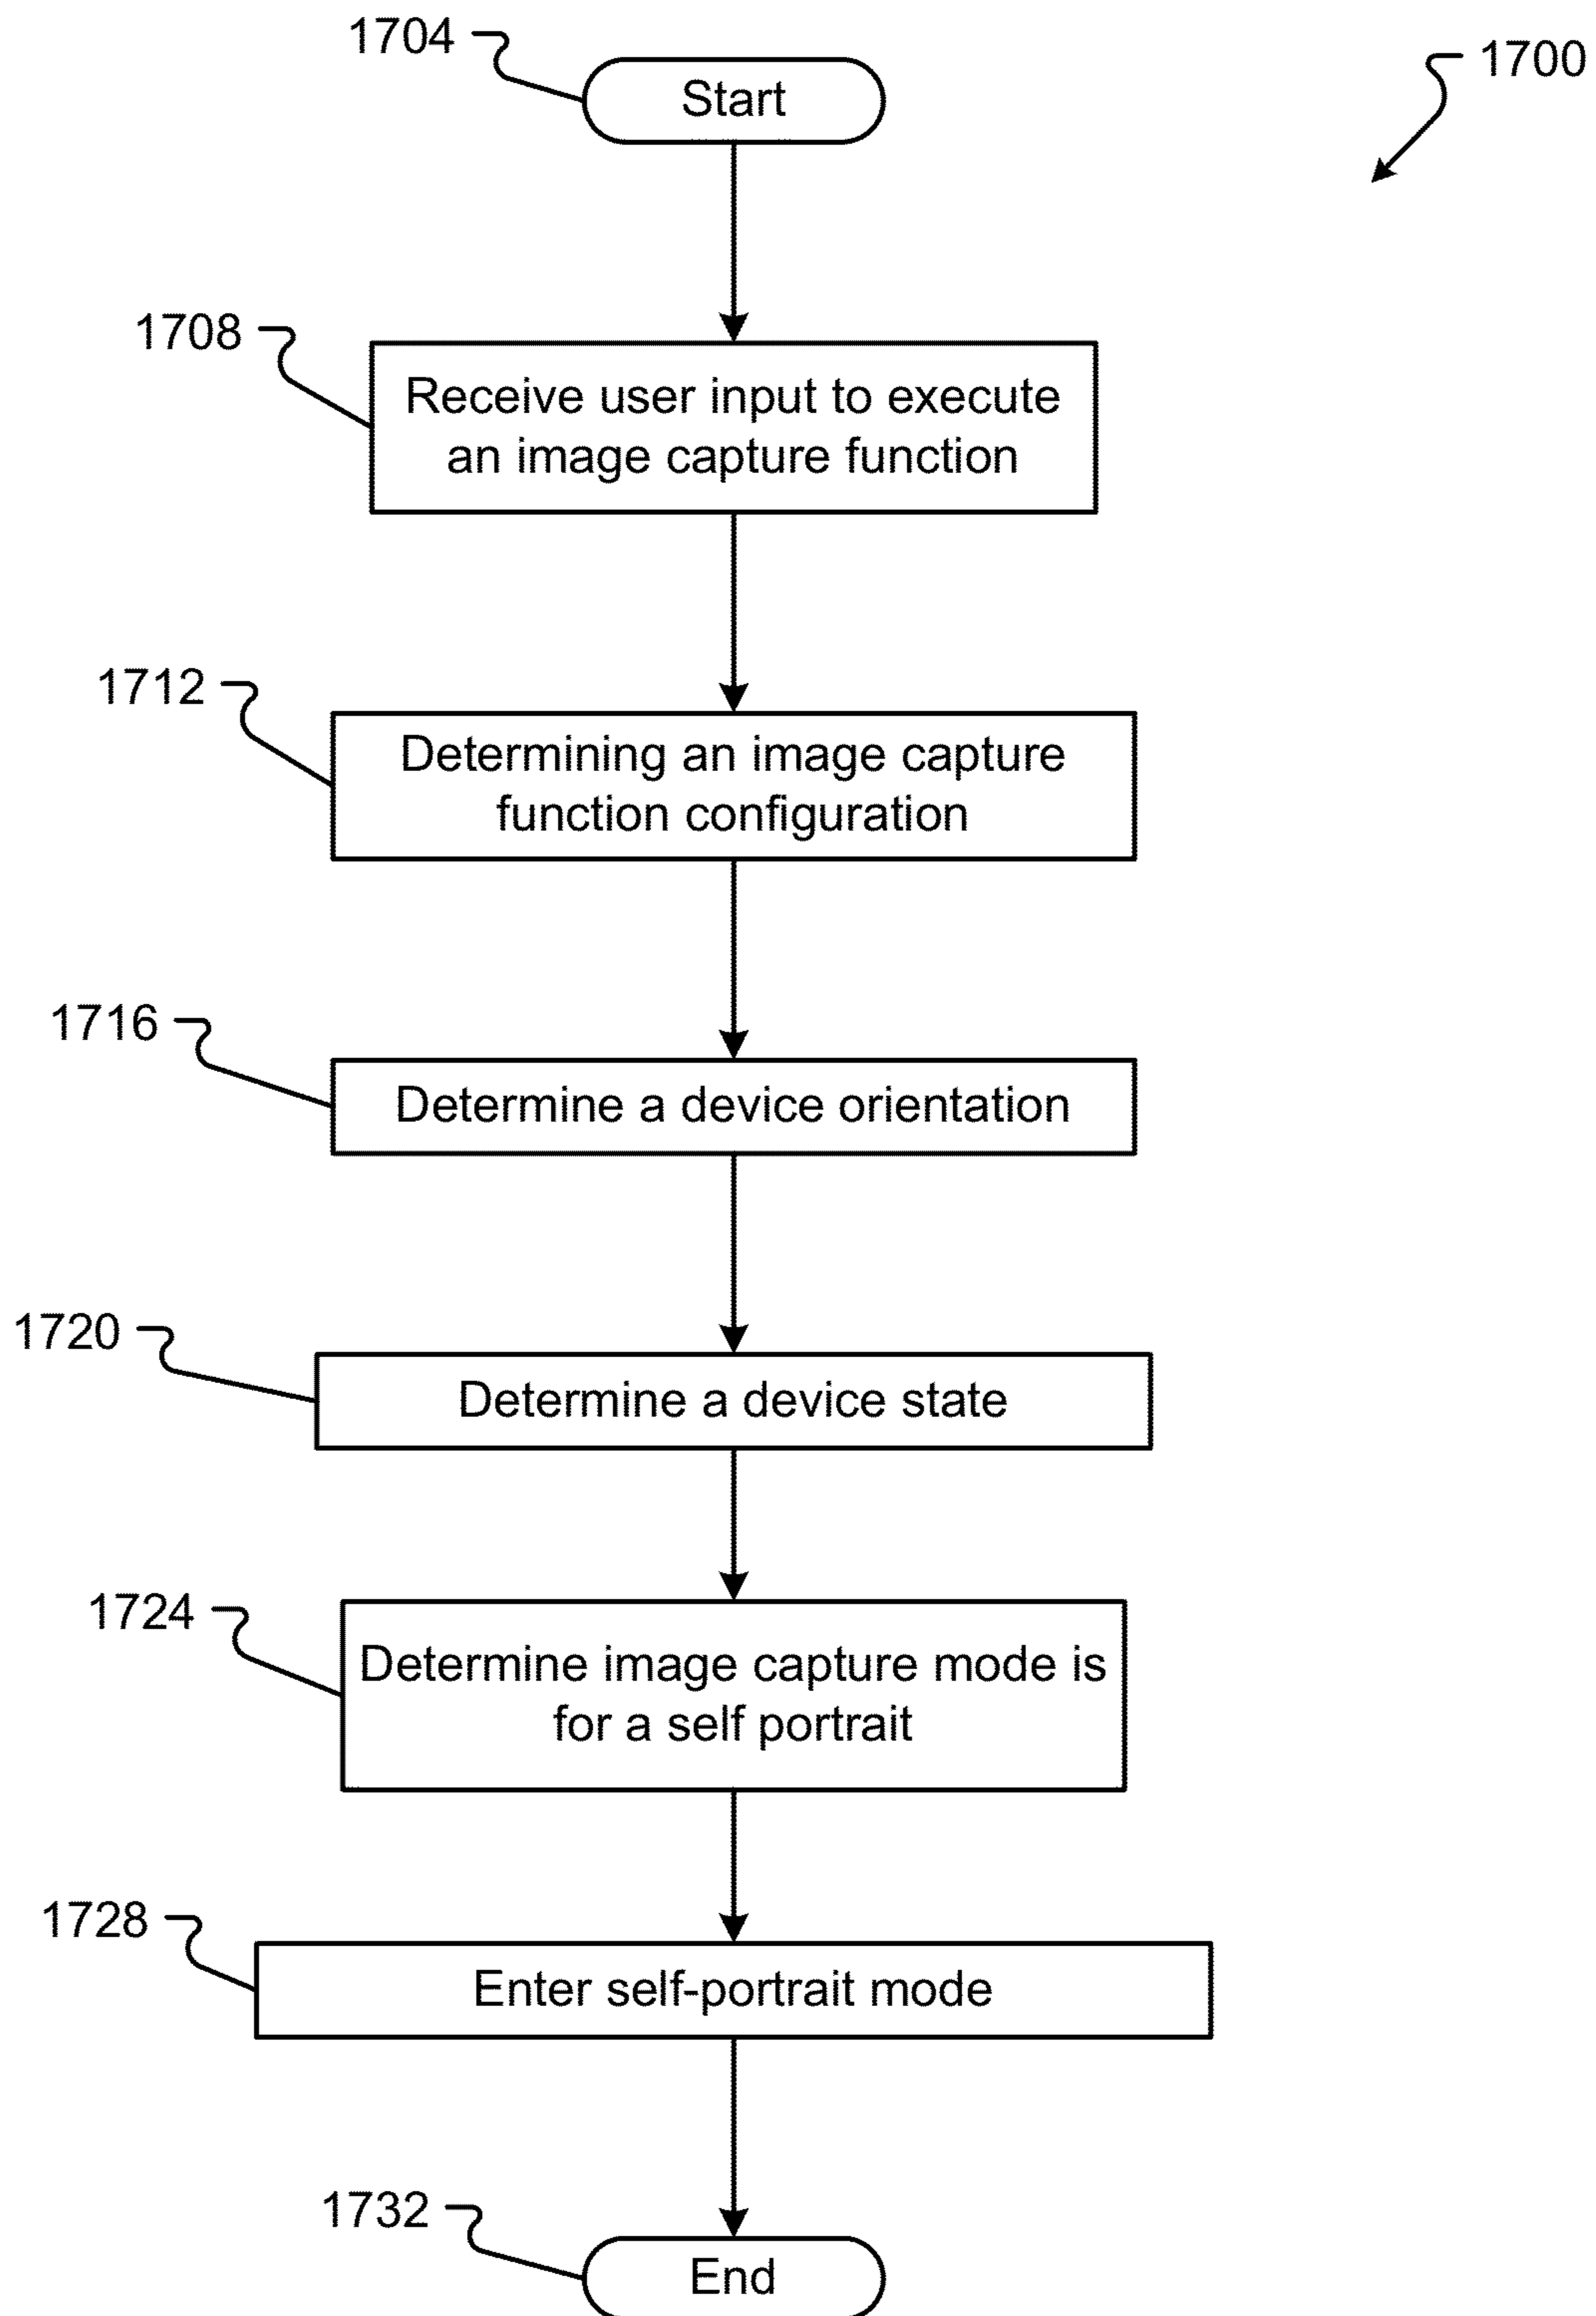 1704
Start
1700
1708
Receive user input to execute
an image capture function
1712
Determining an image capture
function configuration
1716
Determine a device orientation
1720
Determine a device state
1724
Determine image capture mode is
for a self portrait
1728
Enter self-portrait mode
1732
End